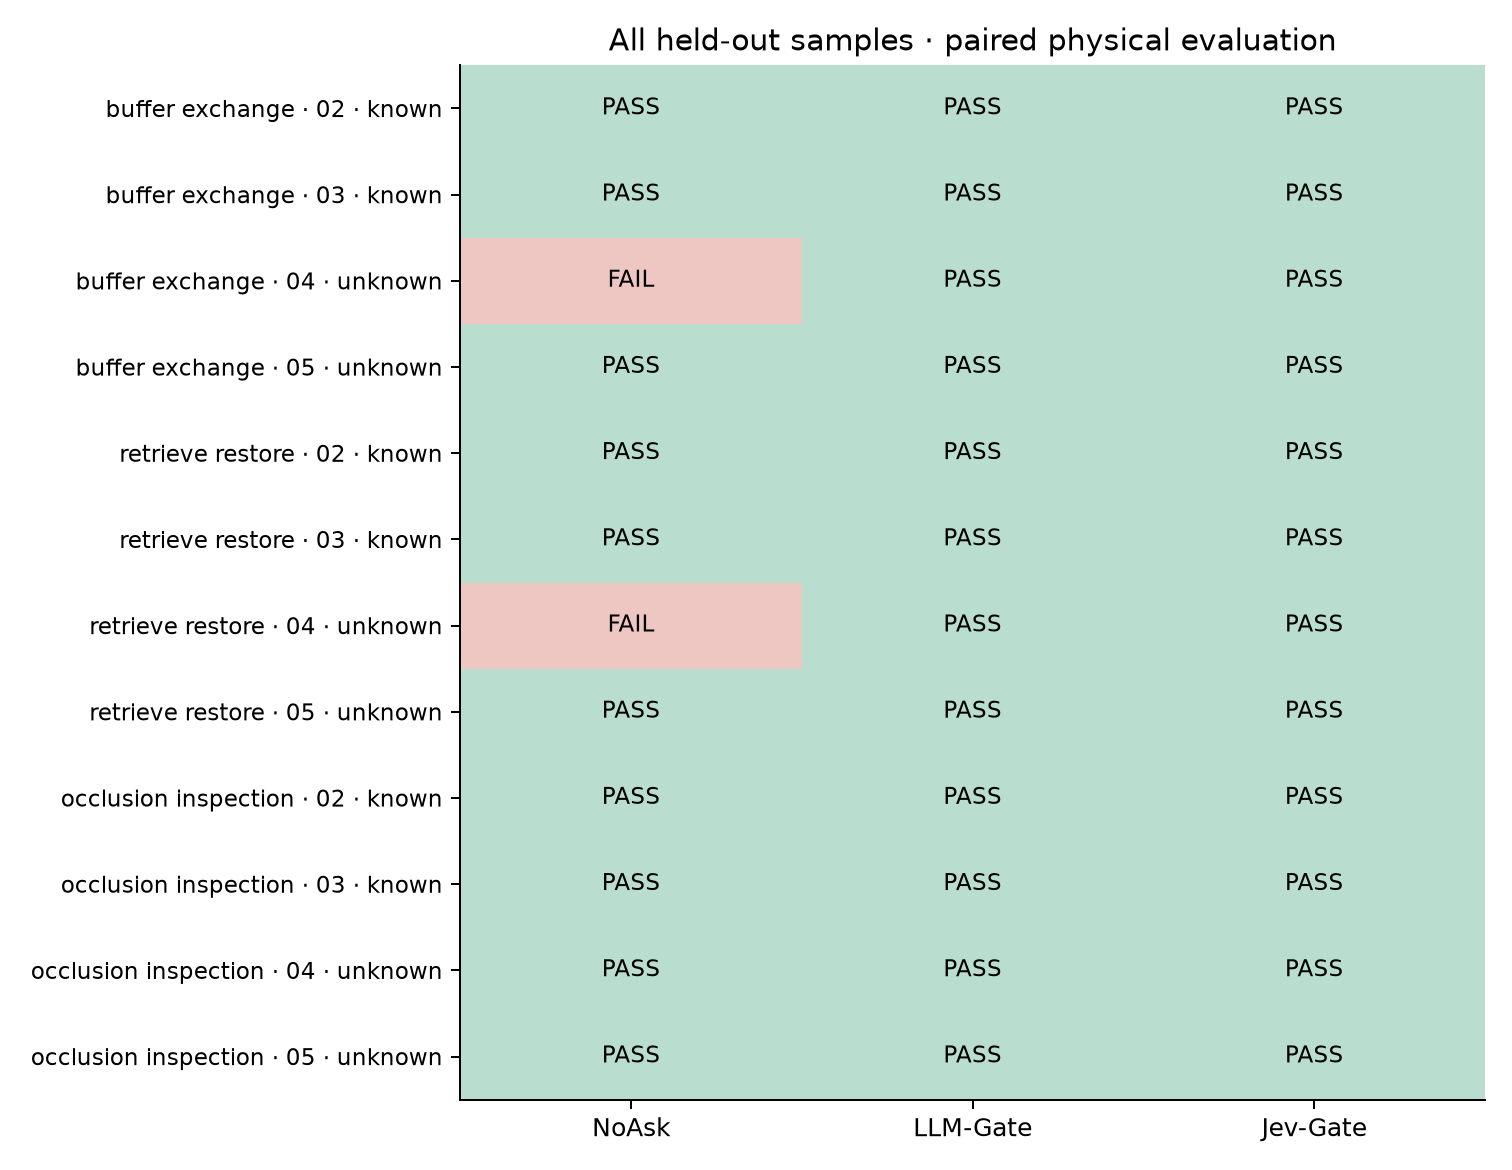 All held-out samples · paired physical evaluation
buffer exchange · 02 · known PASS PASS PASS
buffer exchange · 03 · known PASS PASS PASS
buffer exchange · 04 · unknown FAIL PASS PASS
buffer exchange · 05 · unknown PASS PASS PASS
retrieve restore · 02 · known PASS PASS PASS
retrieve restore · 03 · known PASS PASS PASS
retrieve restore · 04 · unknown FAIL PASS PASS
retrieve restore · 05 · unknown PASS PASS PASS
occlusion inspection · 02 · known PASS PASS PASS
occlusion inspection · 03 · known PASS PASS PASS
occlusion inspection · 04 · unknown PASS PASS PASS
occlusion inspection · 05 · unknown PASS PASS PASS
NoAsk LLM-Gate Jev-Gate